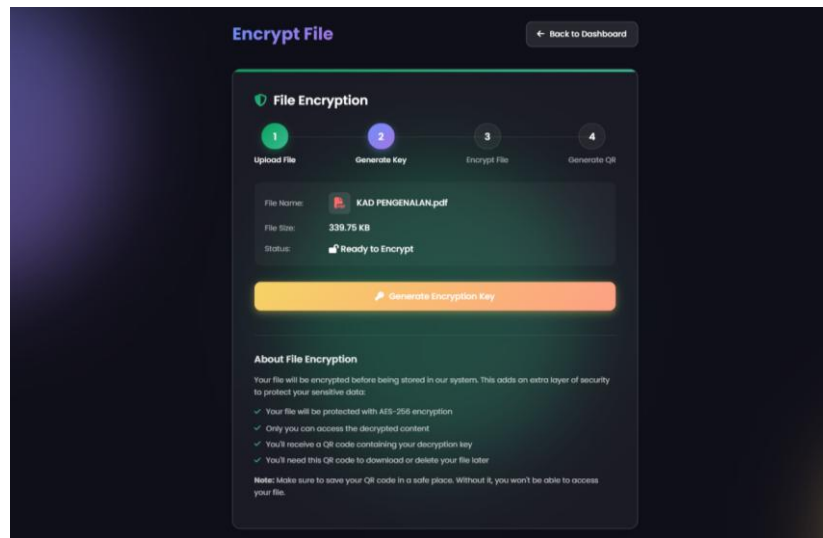 Encrypt File
← Back to Dashboard
File Encryption
1
2
3
4
Upload File
Generate Key
Encrypt File
Generate QR
File Name:
KAD PENGENALAN.pdf
File Size:
339.75 KB
Status:
Ready to Encrypt
Generate Encryption Key
About File Encryption
Your file will be encrypted before being stored in our system. This adds an extra layer of security
to protect your sensitive data:
✓ Your file will be protected with AES-256 encryption
✓ Only you can access the decrypted content
✓ You'll receive a QR code containing your decryption key
✓ You'll need this QR code to download or delete your file later
Note: Make sure to save your QR code in a safe place. Without it, you won't be able to access
your file.